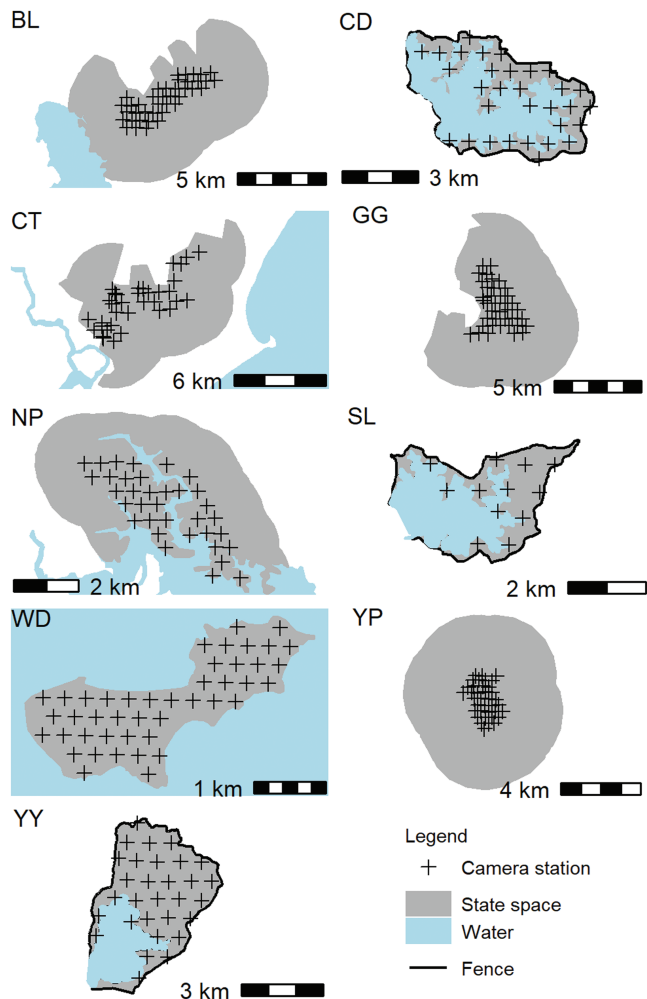 BL
CD
5 km
3 km
CT
GG
6 km
5 km
NP
SL
2 km
2 km
WD
YP
1 km
4 km
YY
Legend
Camera station
State space
Water
3 km
Fence